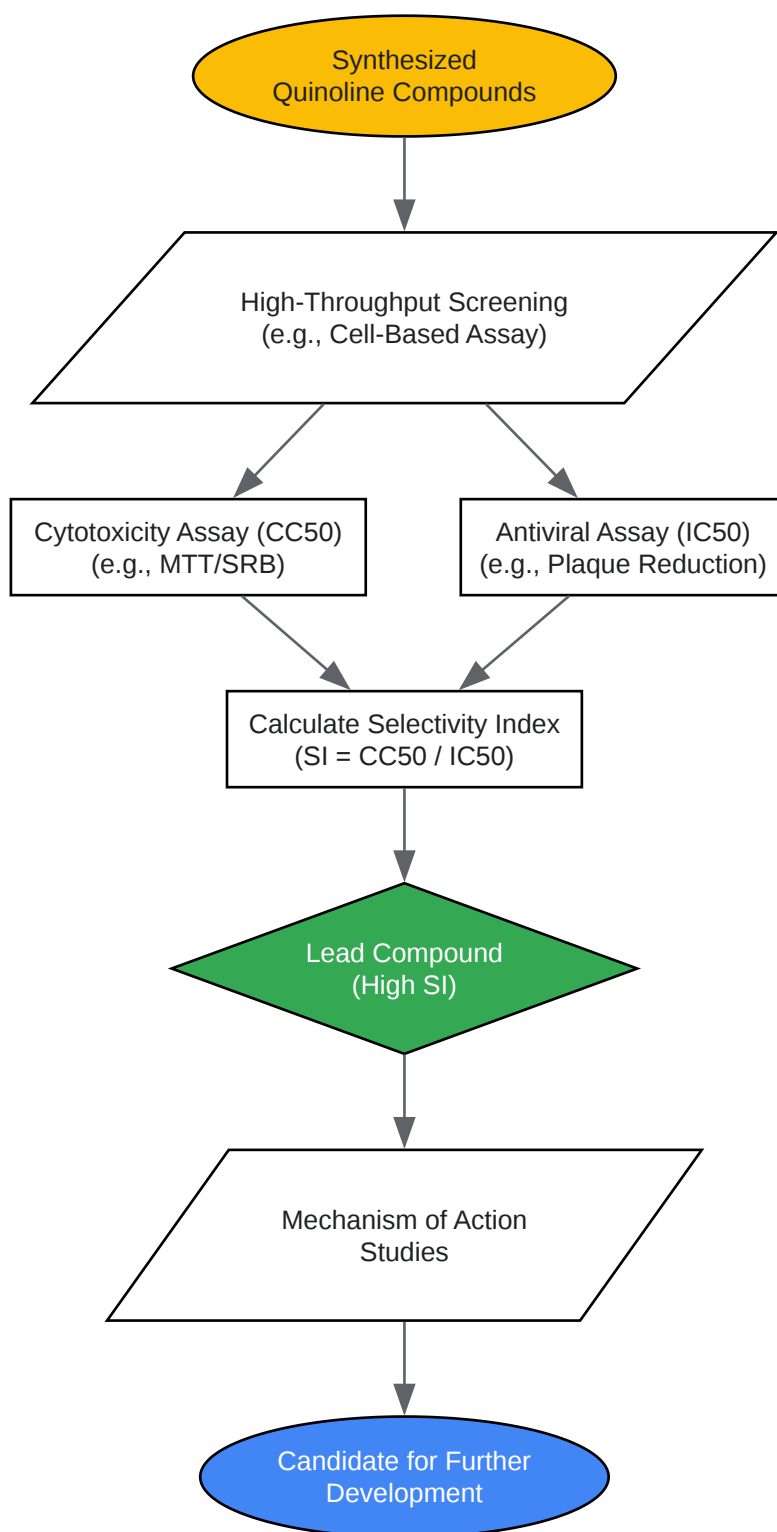 Synthesized
Quinoline Compounds
High-Throughput Screening
(e.g., Cell-Based Assay)
Cytotoxicity Assay (CC50)
(e.g., MTT/SRB)
Antiviral Assay (IC50)
(e.g., Plaque Reduction)
Calculate Selectivity Index
(SI = CC50 / IC50)
Lead Compound
(High SI)
Mechanism of Action
Studies
Candidate for Further
Development